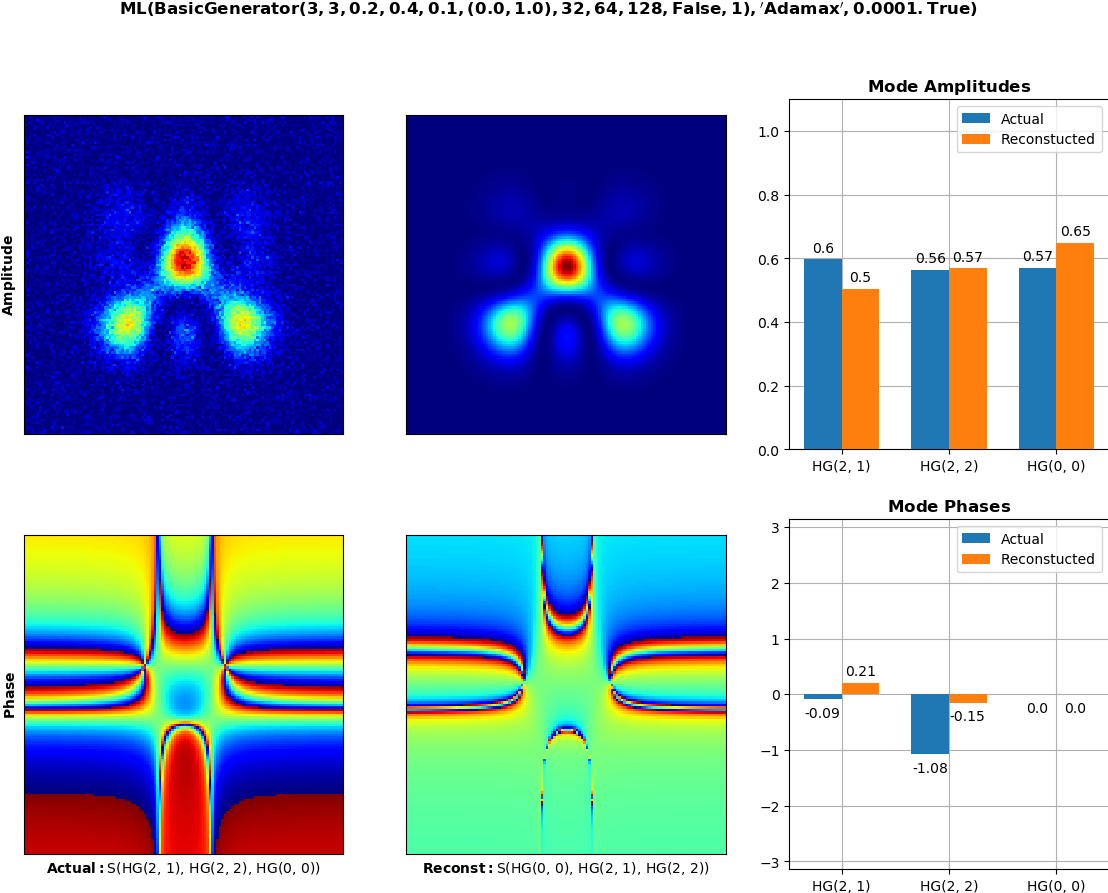 ML(BasicGenerator(3, 3, 0.2, 0.4, 0.1, (0.0, 1.0), 32, 64, 128, False, 1), ′Adamax′, 0.0001. True)
Mode Amplitudes
Amplitude
1.0
0.8
0.6
0.4
0.2
0.0
Actual
Reconstucted
0.6
0.5
0.56
0.57
0.57
0.65
HG(2, 1)
HG(2, 2)
HG(0, 0)
Mode Phases
Phase
3
2
1
0
−1
−2
−3
Actual
Reconstucted
-0.09
0.21
-1.08
-0.15
0.0
0.0
HG(2, 1)
HG(2, 2)
HG(0, 0)
Actual: S(HG(2, 1), HG(2, 2), HG(0, 0))
Reconst: S(HG(0, 0), HG(2, 1), HG(2, 2))